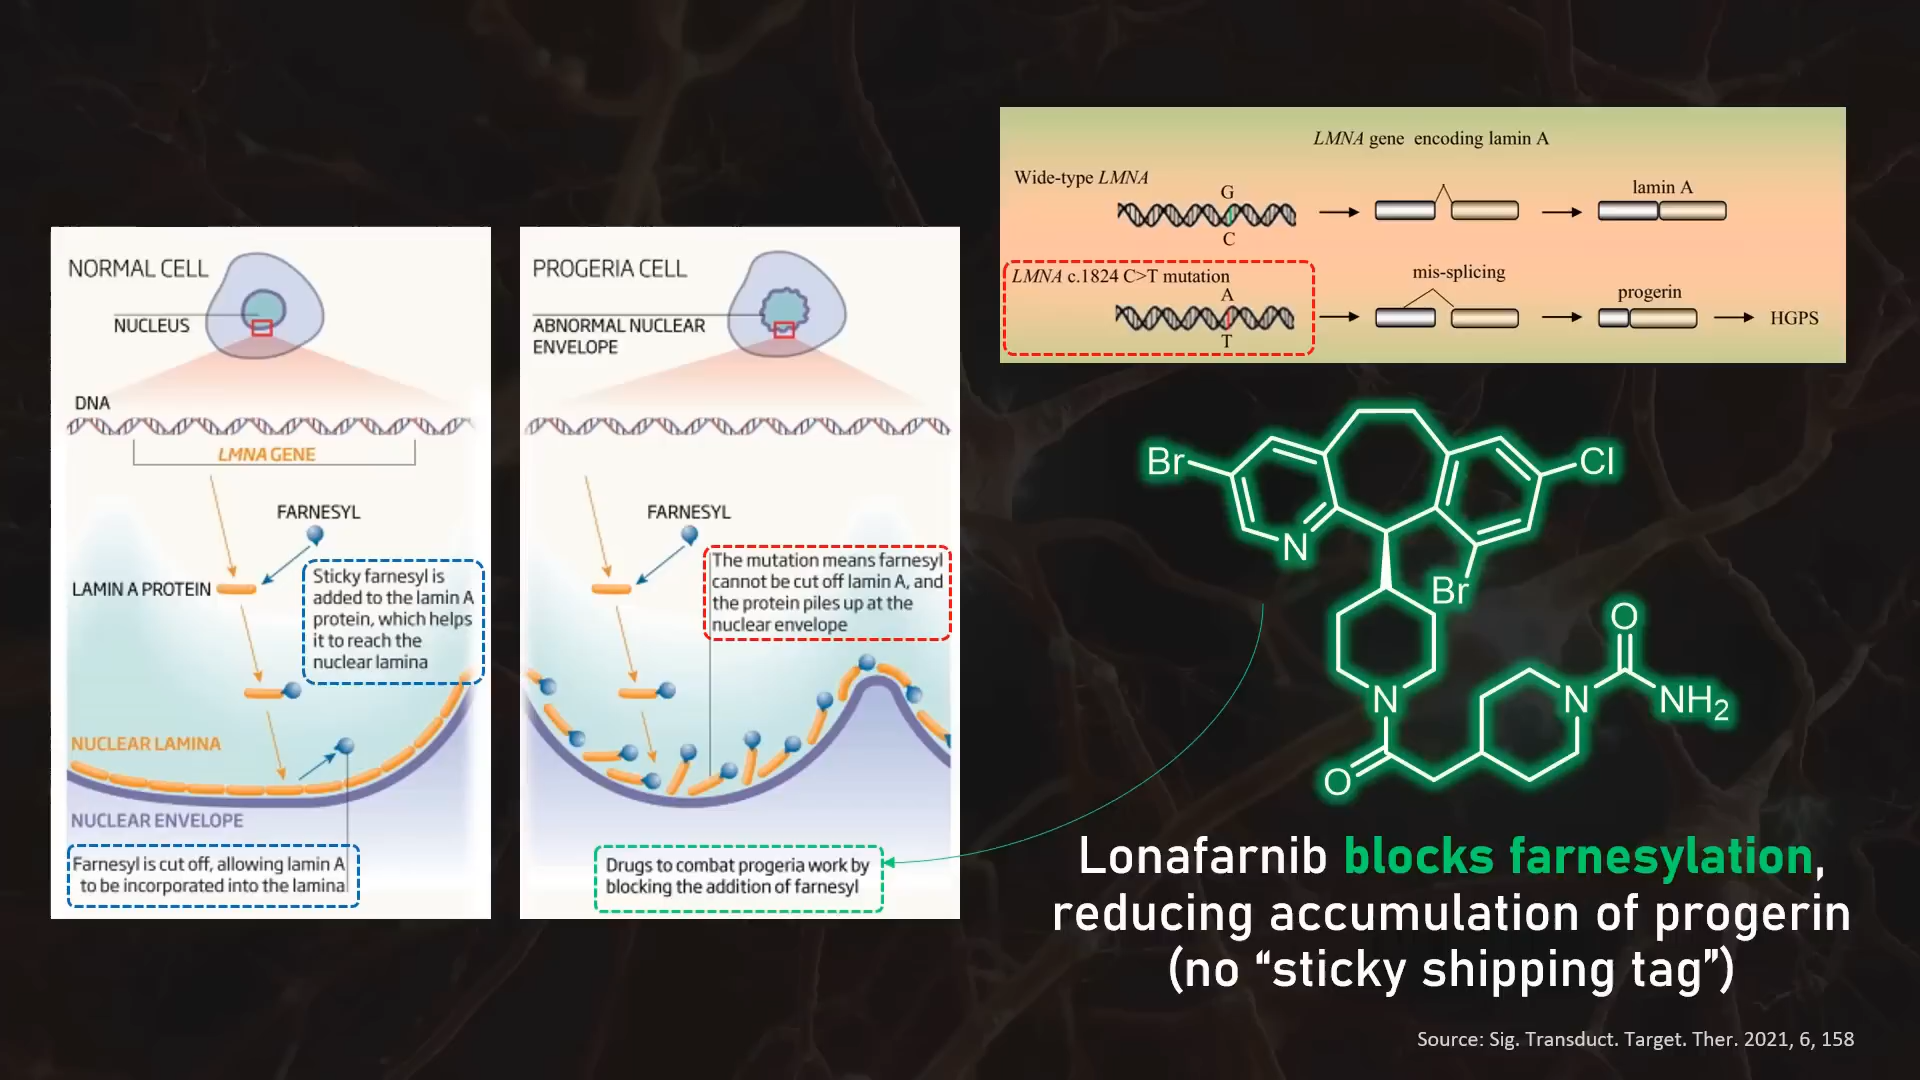 NORMAL CELL
NUCLEUS
DNA
LMNA GENE
FARNESYL
LAMIN A PROTEIN
Sticky farnesyl is
added to the lamin A
protein, which helps
it to reach the
nuclear lamina
NUCLEAR LAMINA
NUCLEAR ENVELOPE
Farnesyl is cut off, allowing lamin A
to be incorporated into the lamina
PROGERIA CELL
ABNORMAL NUCLEAR
ENVELOPE
FARNESYL
The mutation means farnesyl
cannot be cut off lamin A, and
the protein piles up at the
nuclear envelope
Drugs to combat progeria work by
blocking the addition of farnesyl
LMNA gene encoding lamin A
Wide-type LMNA
G
C
lamin A
LMNA c.1824 C>T mutation
A
T
mis-splicing
progerin
HGPS
Br
Cl
N
Br
O
N
N
NH2
O
Lonafarnib blocks farnesylation,
reducing accumulation of progerin
(no “sticky shipping tag”)
Source: Sig. Transduct. Target. Ther. 2021, 6, 158